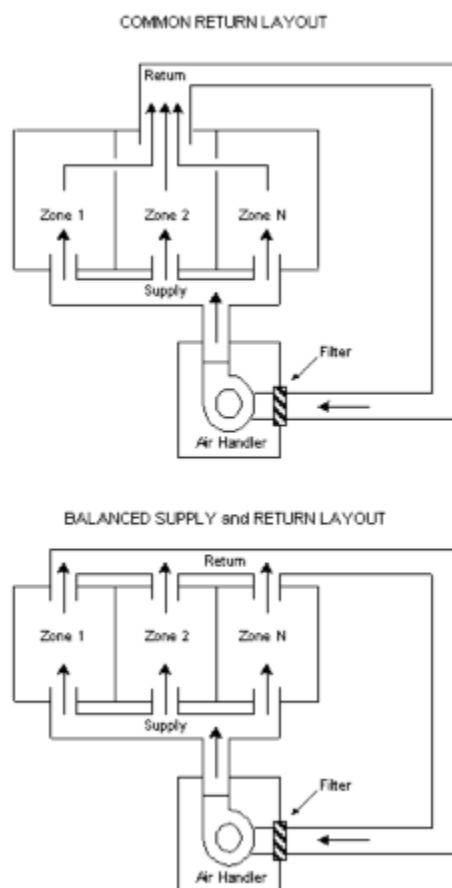 COMMON RETURN LAYOUT
Return
Zone 1
Zone 2
Zone N
Supply
Filter
Air Handler
BALANCED SUPPLY and RETURN LAYOUT
Return
Zone 1
Zone 2
Zone N
Supply
Filter
Air Handler